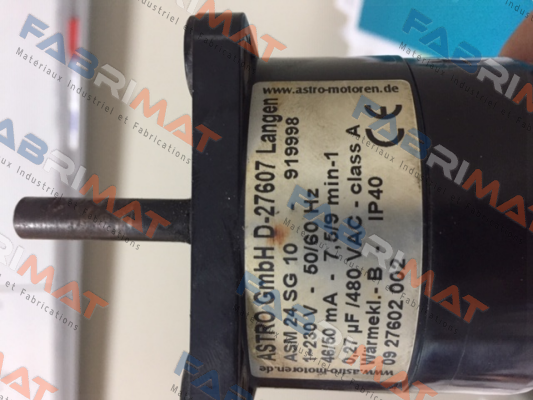 www.astro-motoren.de
ASTRO GmbH D-27607 Langen
ASM 24 SG 10 919998
1~230 V - 50/60 Hz
46/50 mA - 7,5/9 min-1
0,27 µF/480 VAC - class A
Wärmekl.- B - IP40
09 27602 002
CE
www.astro-motoren.de
FABRIMAT
Materiaux Industriel et Fabrications